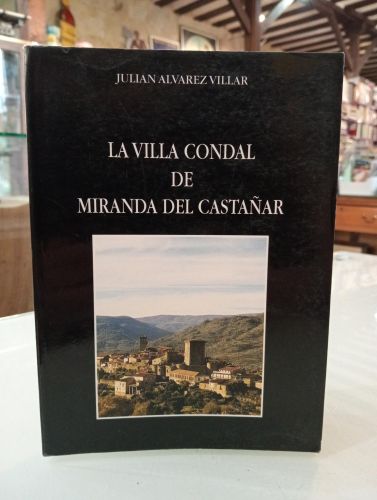 JULIAN ALVAREZ VILLAR
LA VILLA CONDAL
DE
MIRANDA DEL CASTAÑAR